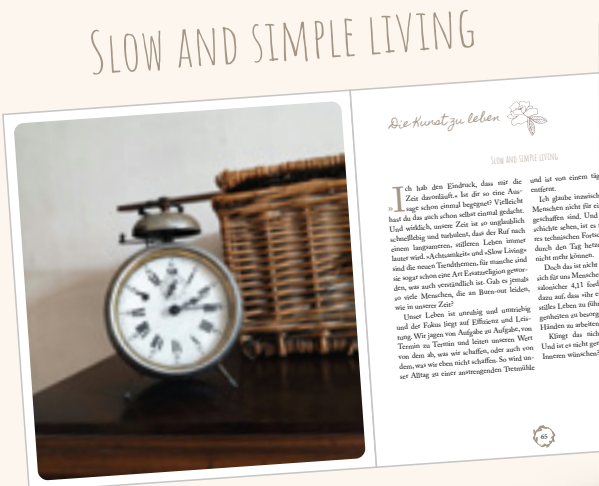 Slow and simple living
Die Kunst zu leben
Slow and simple living
»Ich hab den Eindruck, dass mir die
Zeit davonläuft.« Ist dir so eine Aus-
sage schon einmal begegnet? Vielleicht
hast du das auch schon selbst einmal gedacht.
Und wirklich, unsere Zeit ist so unglaublich
schnelllebig und turbulent, dass der Ruf nach
einem langsameren, stilleren Leben immer
lauter wird. »Achtsamkeit« und »Slow Living«
sind die neuen Trendthemen, für manche sind
sie sogar schon eine Art Ersatzreligion gewor-
den, was auch verständlich ist. Gab es jemals
so viele Menschen, die an Burn-out leiden,
wie in unserer Zeit?
Unser Leben ist unruhig und umtriebig
und der Fokus liegt auf Effizienz und Leis-
tung. Wir jagen von Aufgabe zu Aufgabe, von
Termin zu Termin und leiten unseren Wert
von dem ab, was wir schaffen, oder auch von
dem, was wir eben nicht schaffen. So wird un-
ser Alltag zu einer anstrengenden Tretmühle
und ist von einem täg
entfernt.
Ich glaube inzwisch
Menschen nicht für ei
geschaffen sind. Und
schichte sehen, ist es
res technischen Fortsc
durch den Tag hetz
nicht mehr können.
Doch das ist nicht
sich für uns Mensche
salonicher 4,11 ford
dazu auf, dass »ihr e
stilles Leben zu führ
genheiten zu besorg
Händen zu arbeiten
Klingt das nich
Und ist es nicht ger
Inneren wünschen?
65